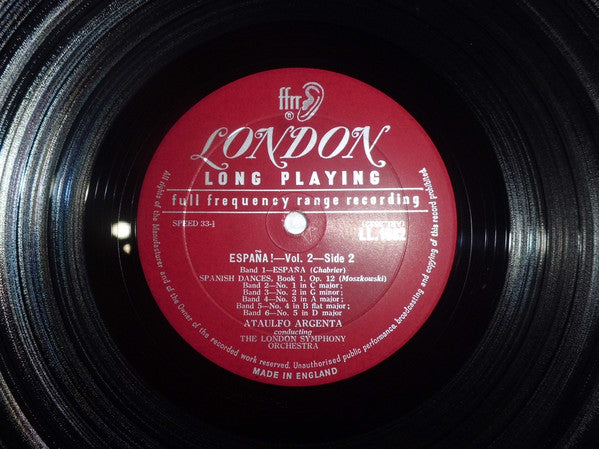 ffrr
®
LONDON
LONG PLAYING
full frequency range recording
SPEED 33⅓
ESPAÑA!—Vol. 2—Side 2
Band 1—ESPAÑA (Chabrier)
SPANISH DANCES, Book 1, Op. 12 (Moszkowski)
Band 2—No. 1 in C major;
Band 3—No. 2 in G minor;
Band 4—No. 3 in A major;
Band 5—No. 4 in B flat major;
Band 6—No. 5 in D major
ATAULFO ARGENTA
conducting
THE LONDON SYMPHONY
ORCHESTRA
All rights of the Manufacturer and of the Owner of the recorded work reserved. Unauthorised public performance, broadcasting and copying of this record prohibited.
MADE IN ENGLAND